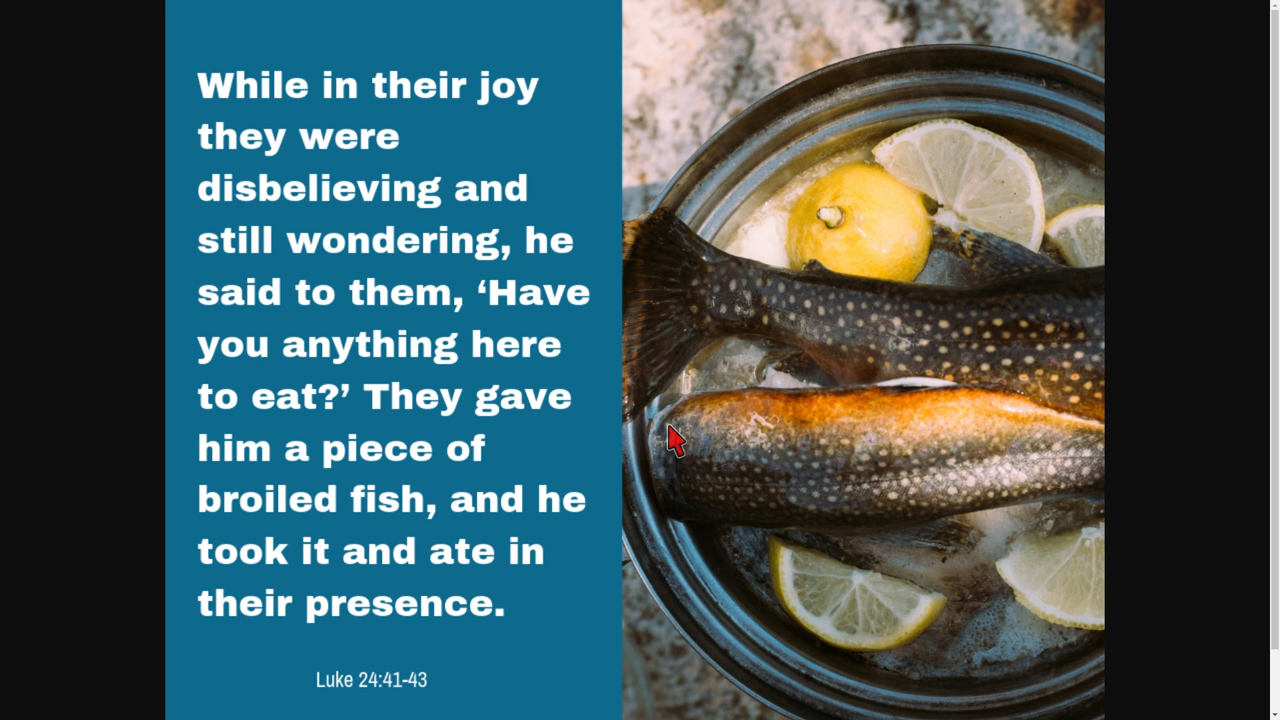 While in their joy
they were
disbelieving and
still wondering, he
said to them, ‘Have
you anything here
to eat?’ They gave
him a piece of
broiled fish, and he
took it and ate in
their presence.
Luke 24:41-43